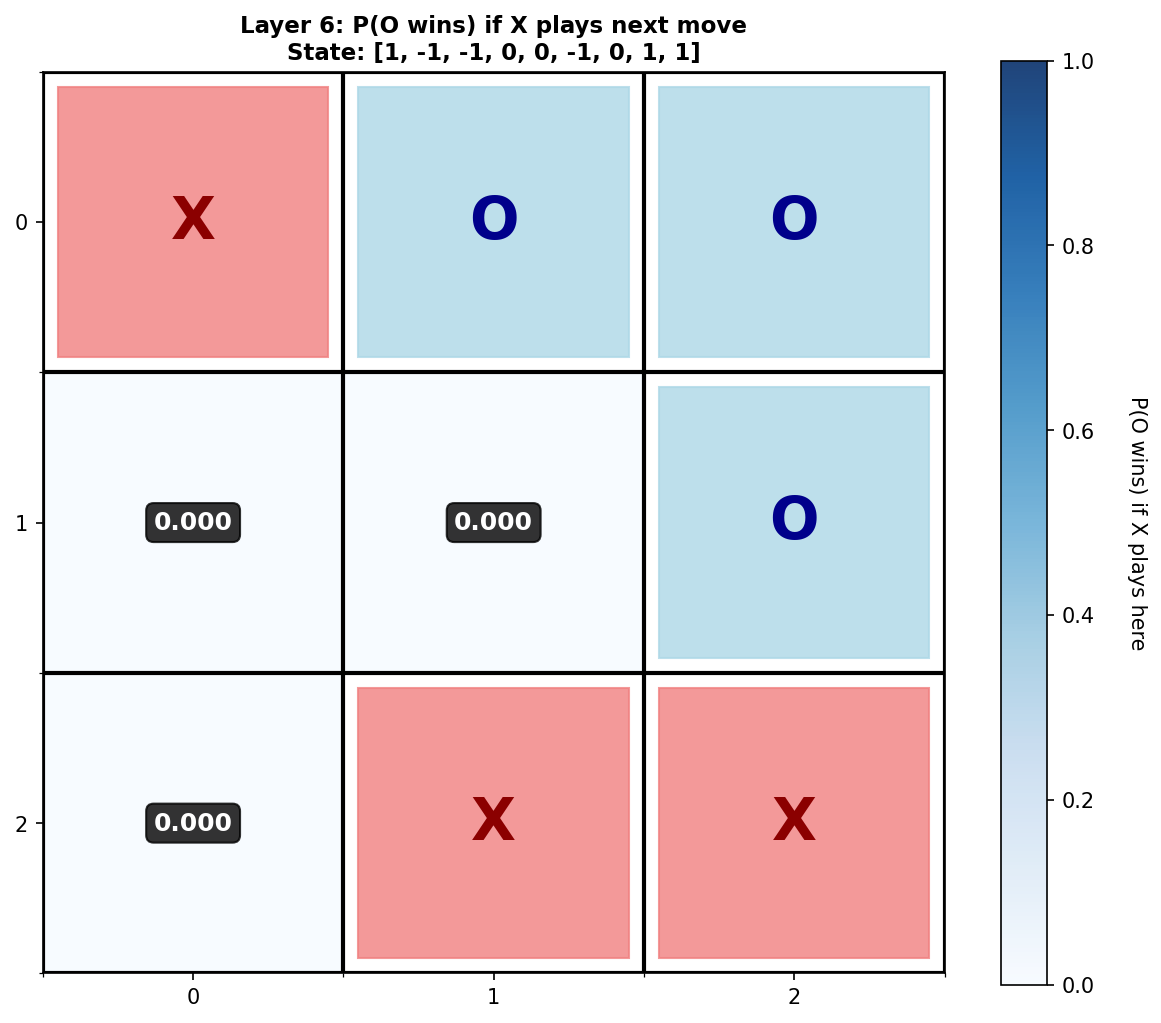 Layer 6: P(O wins) if X plays next move
State: [1, -1, -1, 0, 0, -1, 0, 1, 1]
0
X
O
O
1
0.000
0.000
O
2
0.000
X
X
0
1
2
1.0
0.8
0.6
0.4
0.2
0.0
P(O wins) if X plays here